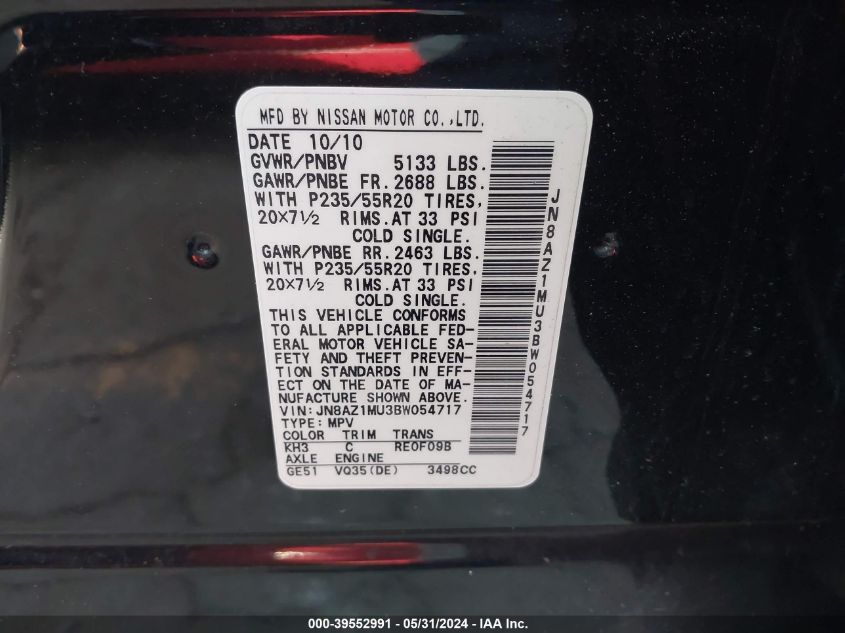 MFD BY NISSAN MOTOR CO.,LTD.
DATE 10/10
GVWR/PNBV 5133 LBS.
GAWR/PNBE FR. 2688 LBS.
WITH P235/55R20 TIRES,
20×7½ RIMS.AT 33 PSI
COLD SINGLE.
GAWR/PNBE RR. 2463 LBS.
WITH P235/55R20 TIRES,
20×7½ RIMS.AT 33 PSI
COLD SINGLE.
THIS VEHICLE CONFORMS
TO ALL APPLICABLE FED-
ERAL MOTOR VEHICLE SA-
FETY AND THEFT PREVEN-
TION STANDARDS IN EFF-
ECT ON THE DATE OF MA-
NUFACTURE SHOWN ABOVE.
VIN:JN8AZ1MU3BW054717
TYPE:MPV
COLOR TRIM TRANS
KH3 C RE0F09B
AXLE ENGINE
GE51 VQ35(DE) 3498CC
JN8AZ1MU3BW054717
000-39552991 - 05/31/2024 - IAA Inc.